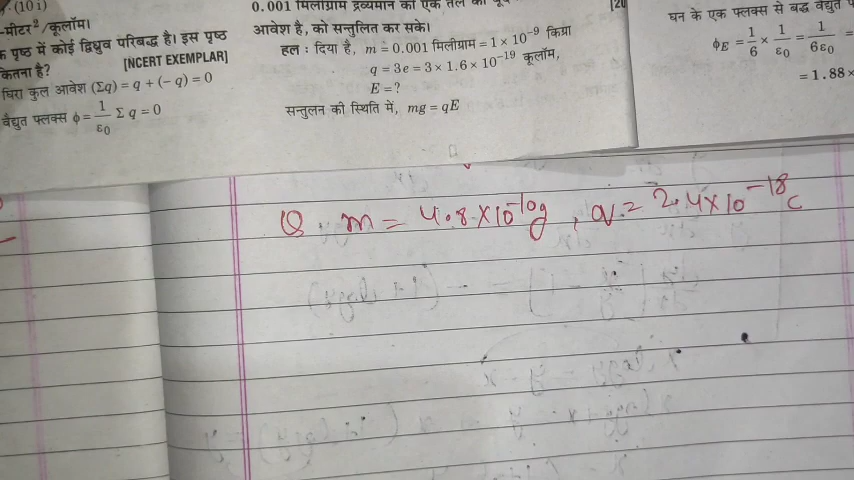 (10 i)
-मीटर²/कूलॉम।
पृष्ठ में कोई द्विध्रुव परिबद्ध है। इस पृष्ठ
कतना है? [NCERT EXEMPLAR]
घिरा कुल आवेश (Σq) = q + (− q) = 0
वैद्युत फ्लक्स ϕ = 1/ε₀ Σ q = 0
0.001 मिलीग्राम द्रव्यमान की एक तेल की
आवेश है, को सन्तुलित कर सके।
हल : दिया है, m = 0.001 मिलीग्राम = 1 × 10⁻⁹ किग्रा
q = 3e = 3 × 1.6 × 10⁻¹⁹ कूलॉम,
E = ?
सन्तुलन की स्थिति में, mg = qE
[20
घन के एक फ्लक्स से बद्ध वैद्युत
ϕE = 1/6 × 1/ε₀ = 1/6ε₀ =
= 1.88 ×
Q. m = 4.8 × 10⁻¹⁰g, q = 2.4 × 10⁻¹⁸ C